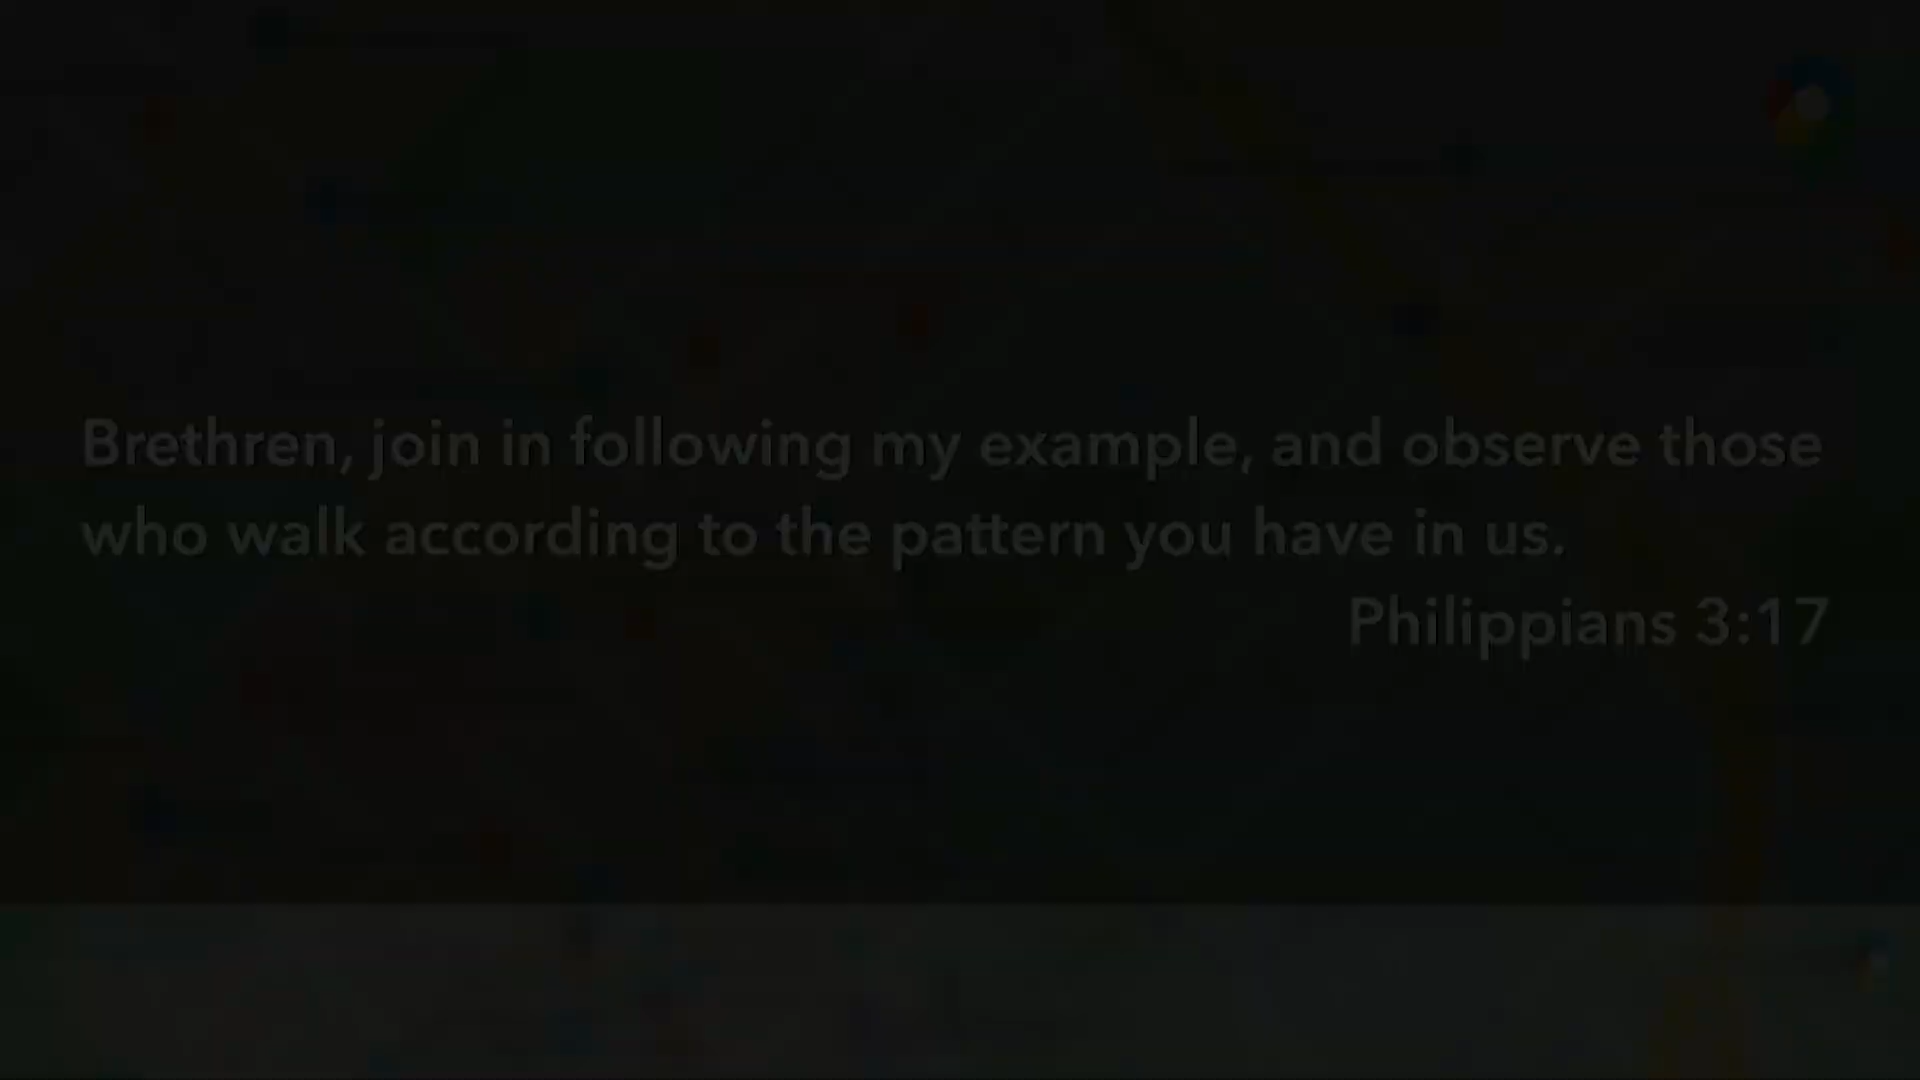 Brethren, join in following my example, and observe those
who walk according to the pattern you have in us.
Philippians 3:17